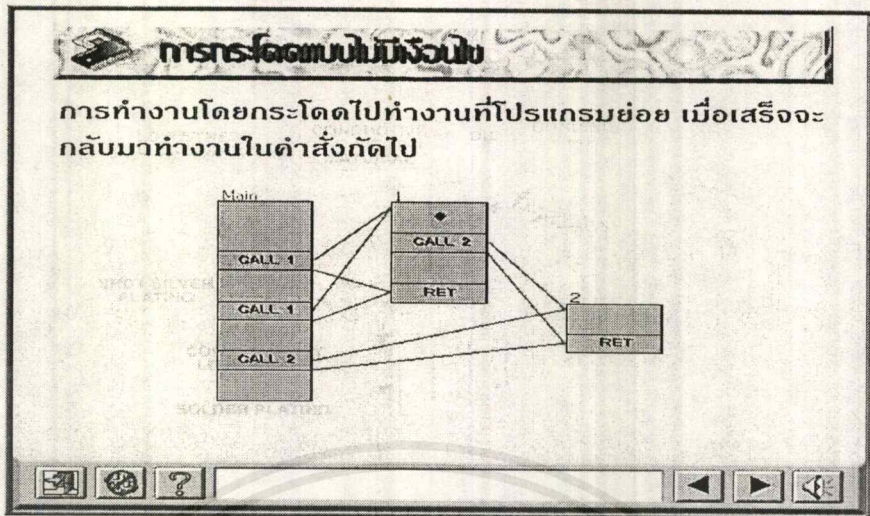 การกระโดดแบบไม่มีเงื่อนไข
การทำงานโดยกระโดดไปทำงานที่โปรแกรมย่อย เมื่อเสร็จจะ
กลับมาทำงานในคำสั่งถัดไป
Main
1
CALL 1
CALL 2
RET
CALL 1
2
RET
CALL 2
SOLDER PLATING